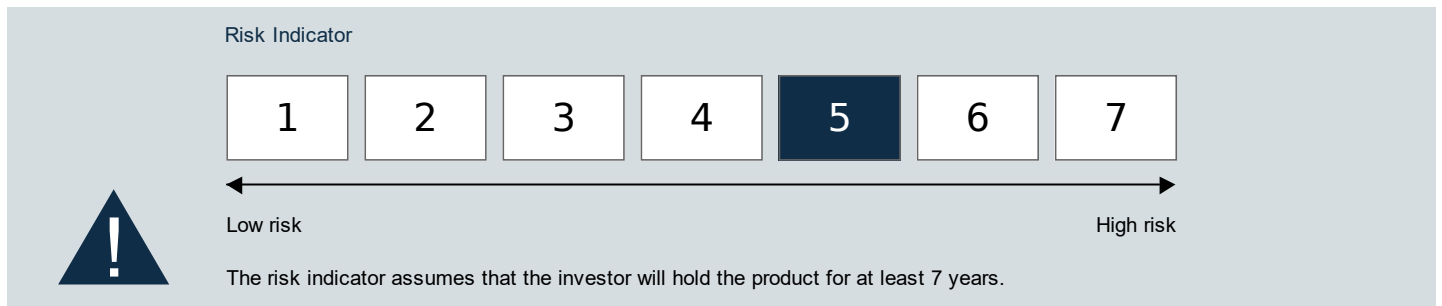 Risk Indicator
1 2 3 4 5 6 7
Low risk High risk
!
The risk indicator assumes that the investor will hold the product for at least 7 years.